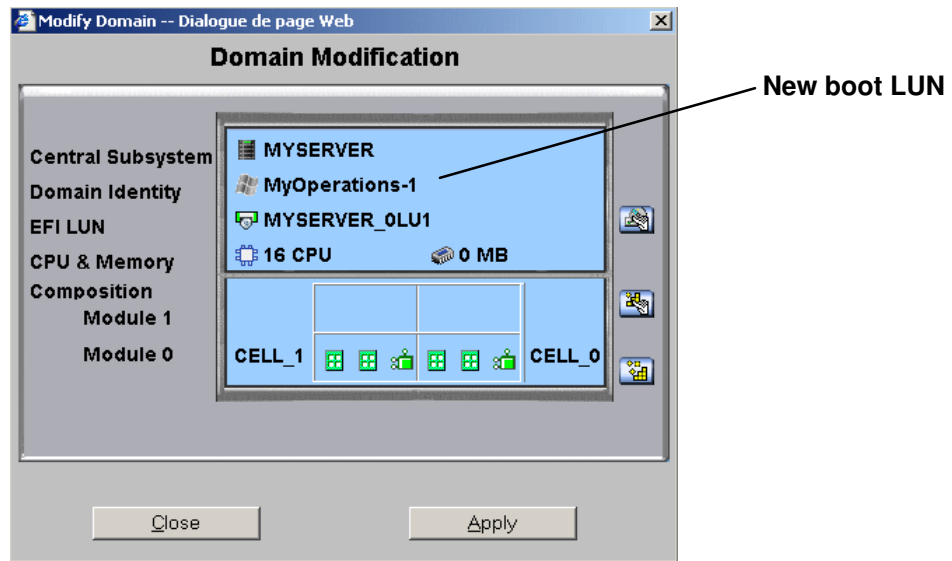 Modify Domain -- Dialogue de page Web
Domain Modification
New boot LUN
Central Subsystem MYSERVER
Domain Identity MyOperations-1
EFI LUN MYSERVER_0LU1
CPU & Memory 16 CPU 0 MB
Composition
Module 1
Module 0 CELL_1 CELL_0
Close Apply